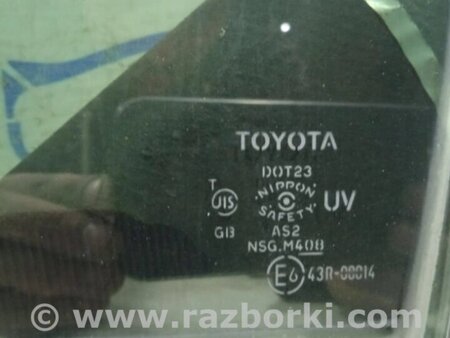 TOYOTA
DOT23
T
JIS
NIPPON
SAFETY
UV
GB
AS2
NSG.M408
E6 43R-00014
© www.razborki.com